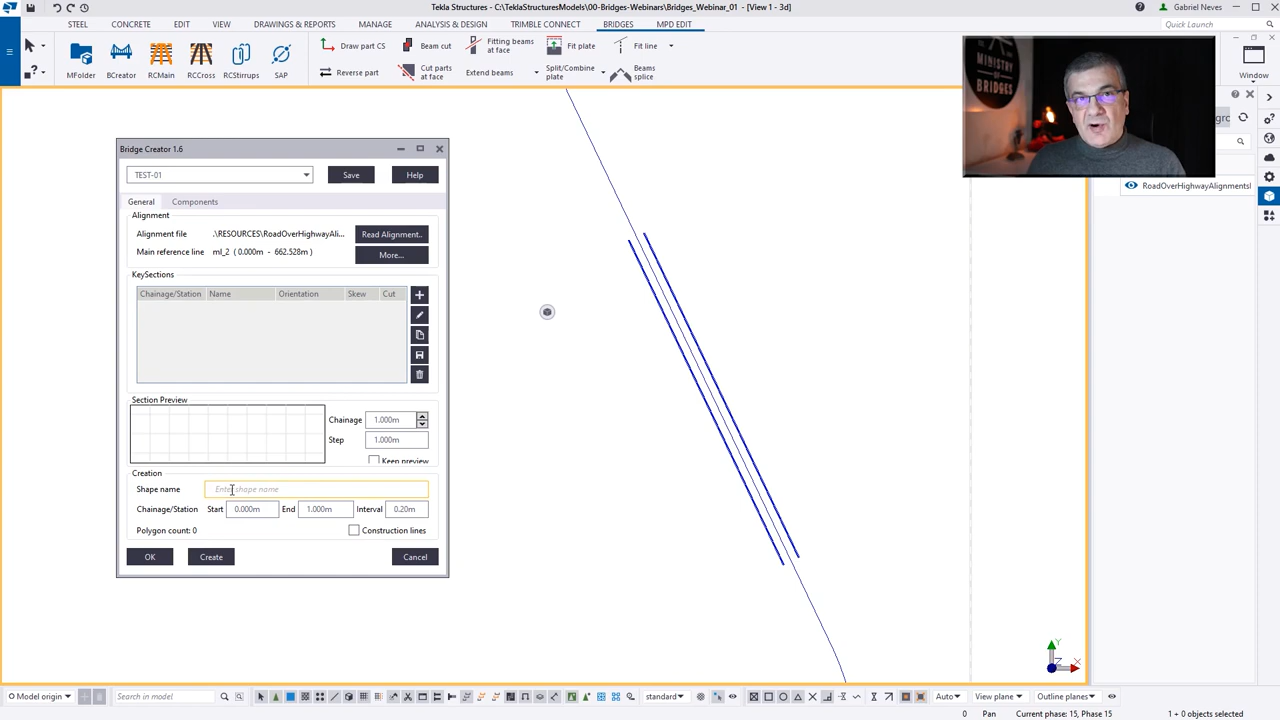 Tekla Structures - C:\TeklaStructuresModels\00-Bridges-Webinars\Bridges_Webinar_01 - [View 1 - 3d]
Gabriel Neves
STEEL CONCRETE EDIT VIEW DRAWINGS & REPORTS MANAGE ANALYSIS & DESIGN TRIMBLE CONNECT BRIDGES MPD EDIT
Quick Launch
Draw part CS Beam cut Fitting beams at face Fit plate Fit line
MFolder BCreator RCMain RCCross RCStirrups SAP
Reverse part Cut parts at face Extend beams Split/Combine plate Beams splice
Window
MINISTRY OF BRIDGES
RoadOverHighwayAlignmentsI
Bridge Creator 1.6
TEST-01 Save Help
General Components
Alignment
Alignment file .\RESOURCES\RoadOverHighwayAli... Read Alignment..
Main reference line ml_2 ( 0.000m - 662.528m ) More...
KeySections
Chainage/Station Name Orientation Skew Cut
Section Preview
Chainage 1.000m
Step 1.000m
Keep preview
Creation
Shape name Enter shape name
Chainage/Station Start 0.000m End 1.000m Interval 0.20m
Polygon count: 0 Construction lines
OK Create Cancel
Y
Z X
Model origin Search in model standard Auto View plane Outline planes
0 Pan Current phase: 15, Phase 15 1 + 0 objects selected